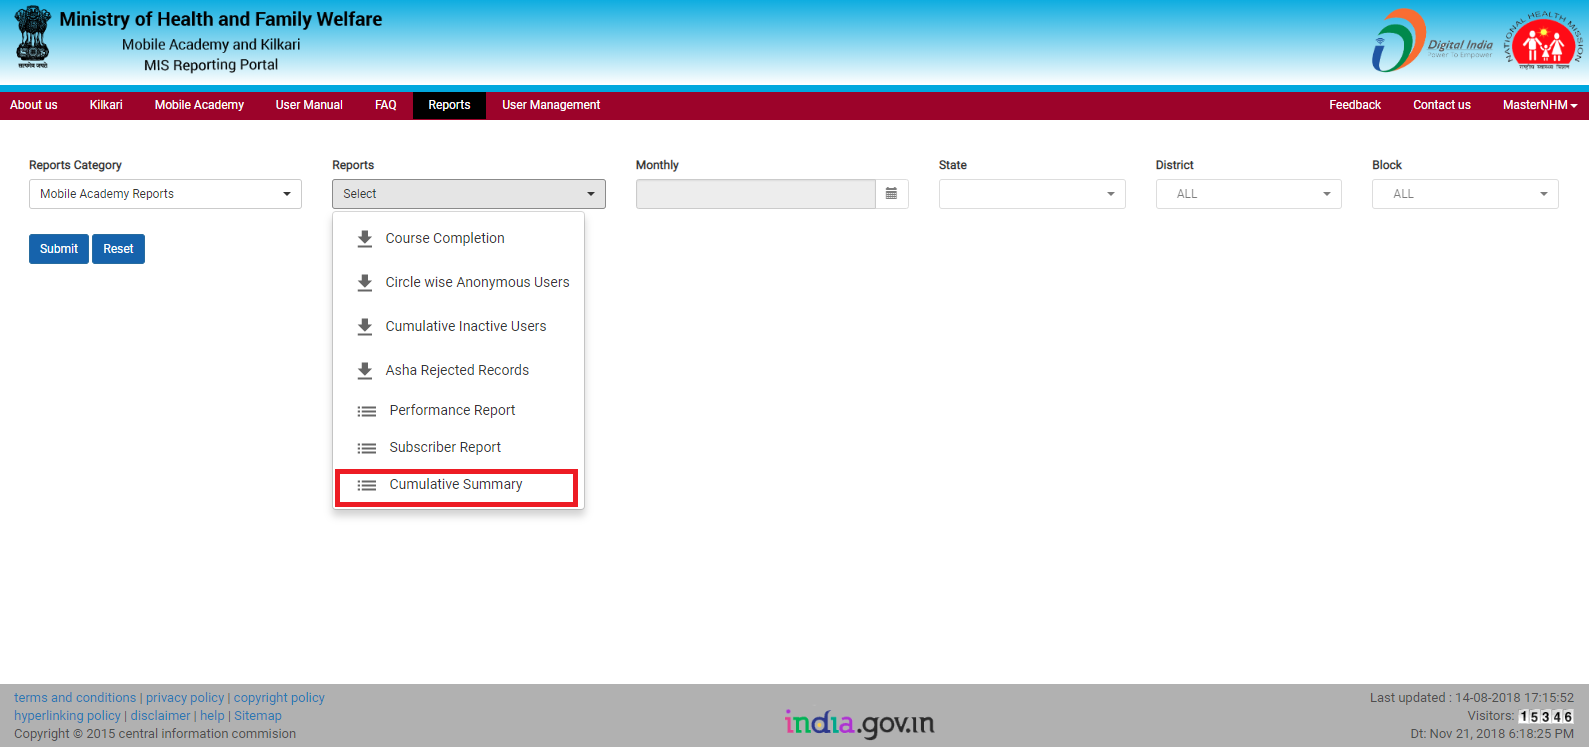 Ministry of Health and Family Welfare
Mobile Academy and Kilkari
MIS Reporting Portal
सत्यमेव जयते
Digital India
Power To Empower
NATIONAL HEALTH MISSION
About us Kilkari Mobile Academy User Manual FAQ Reports User Management Feedback Contact us MasterNHM
Reports Category Reports Monthly State District Block
Mobile Academy Reports Select ALL ALL
Submit Reset
Course Completion
Circle wise Anonymous Users
Cumulative Inactive Users
Asha Rejected Records
Performance Report
Subscriber Report
Cumulative Summary
terms and conditions | privacy policy | copyright policy
hyperlinking policy | disclaimer | help | Sitemap
Copyright © 2015 central information commision
india.gov.in
Last updated : 14-08-2018 17:15:52
Visitors: 15346
Dt: Nov 21, 2018 6:18:25 PM